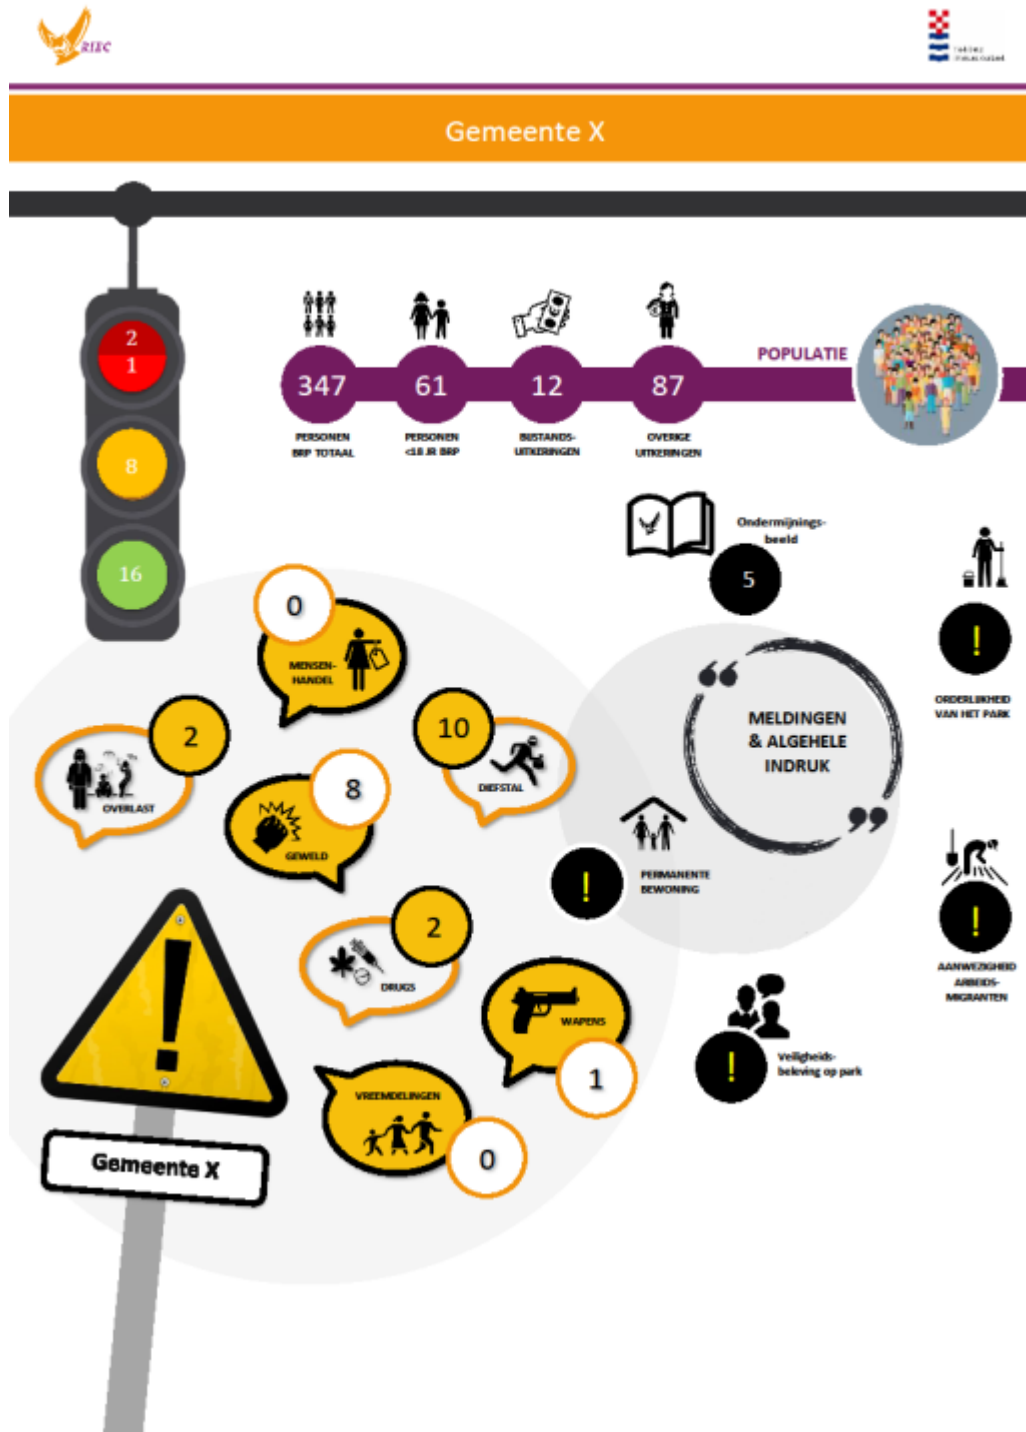 RIEC
Gemeente X
2
1
8
16
347
61
12
87
POPULATIE
PERSONEN
BRP TOTAAL
PERSONEN
<18 JR BRP
BIJSTANDS-
UITKERINGEN
OVERIGE
UITKERINGEN
Ondermijnings-
beeld
5
!
ORDERLIJKHEID
VAN HET PARK
0
MENSEN-
HANDEL
2
OVERLAST
10
DIEFSTAL
8
GEWELD
“
MELDINGEN
& ALGEHELE
INDRUK
”
PERMANENTE
BEWONING
!
!
AANWEZIGHEID
ARBEIDS-
MIGRANTEN
2
DRUGS
WAPENS
1
!
Veiligheids-
beleving op park
VREEMDELINGEN
0
!
Gemeente X